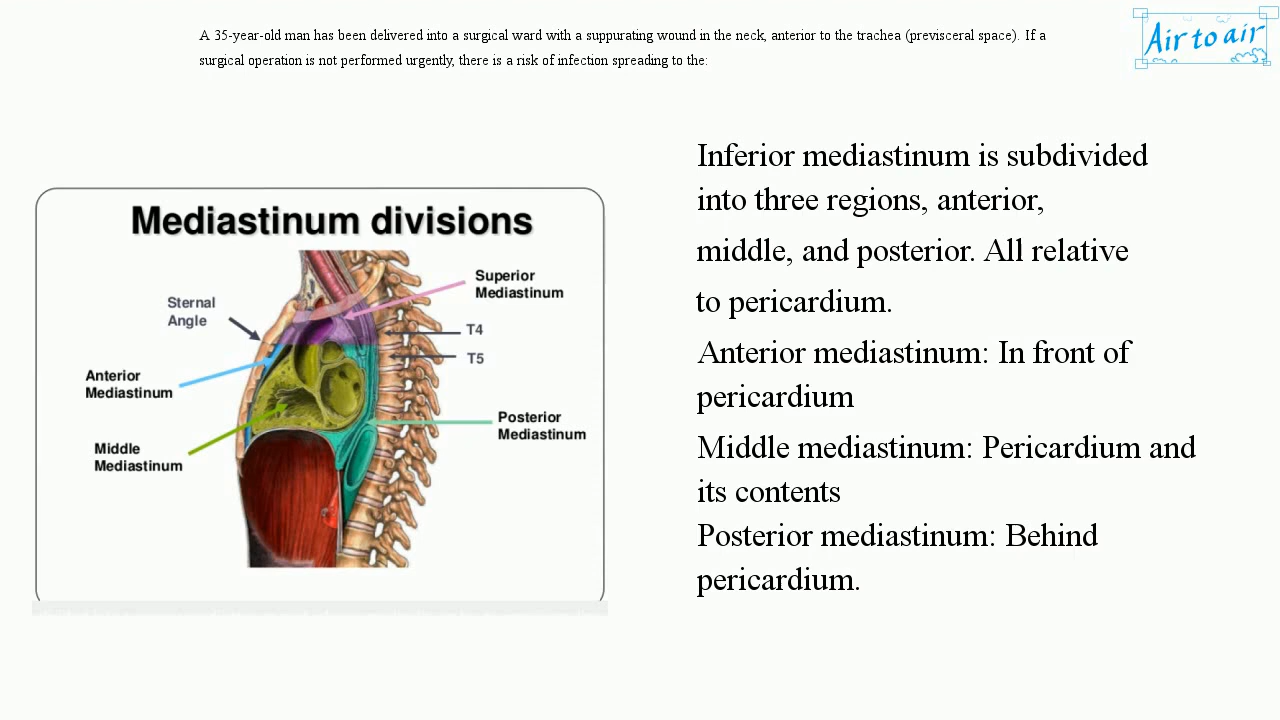 A 35-year-old man has been delivered into a surgical ward with a suppurating wound in the neck, anterior to the trachea (previsceral space). If a
surgical operation is not performed urgently, there is a risk of infection spreading to the:
Air to air
Mediastinum divisions
Sternal
Angle
Superior
Mediastinum
T4
T5
Anterior
Mediastinum
Middle
Mediastinum
Posterior
Mediastinum
Inferior mediastinum is subdivided
into three regions, anterior,
middle, and posterior. All relative
to pericardium.
Anterior mediastinum: In front of
pericardium
Middle mediastinum: Pericardium and
its contents
Posterior mediastinum: Behind
pericardium.